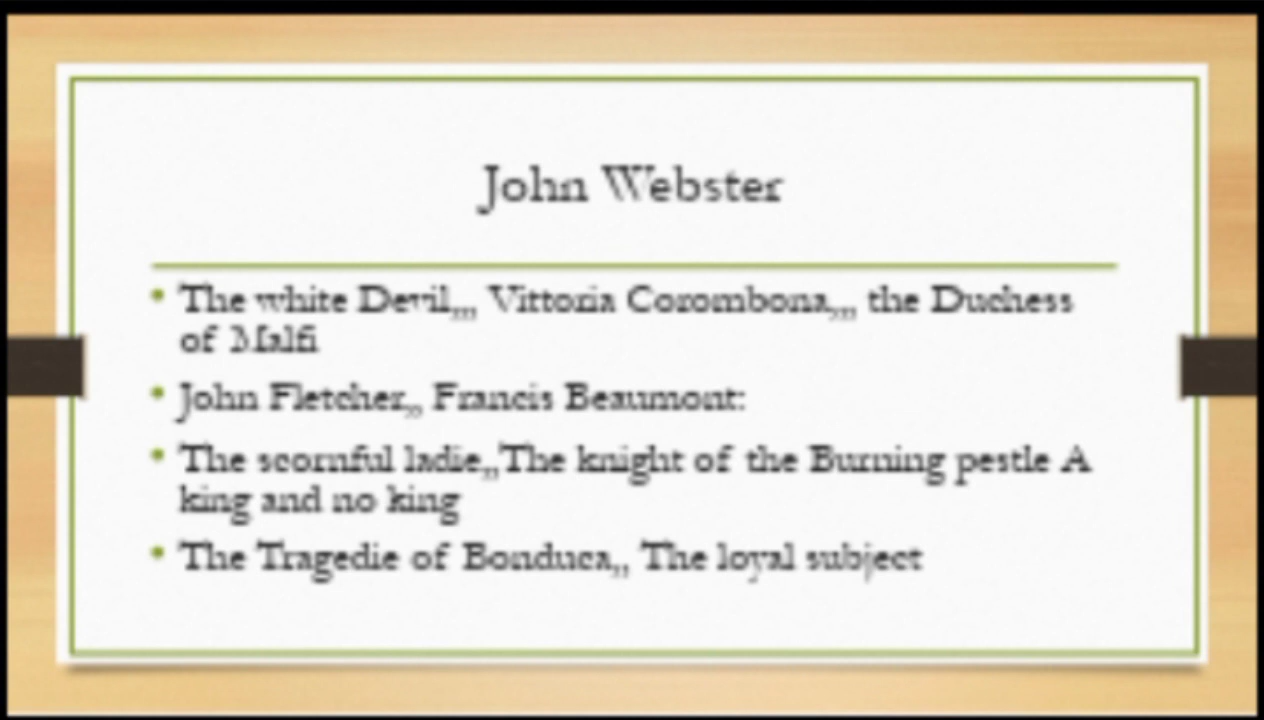 John Webster
• The white Devil,,, Vittoria Corombona,,, the Duchess
of Malfi
• John Fletcher,, Francis Beaumont:
• The scornful ladie,,The knight of the Burning pestle A
king and no king
• The Tragedie of Bonduca,, The loyal subject